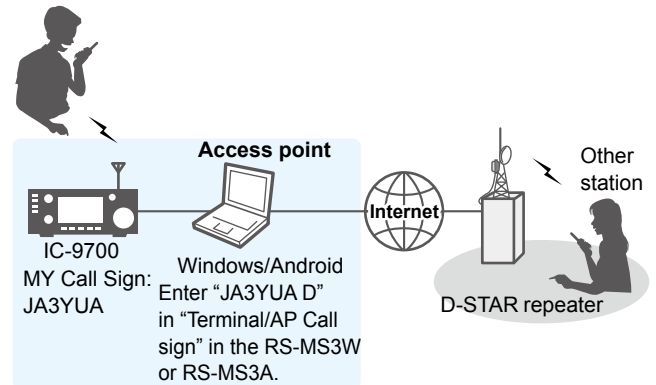 Access point
Internet
Other
station
IC-9700
MY Call Sign:
JA3YUA
Windows/Android
Enter “JA3YUA D”
in “Terminal/AP Call
sign” in the RS-MS3W
or RS-MS3A.
D-STAR repeater